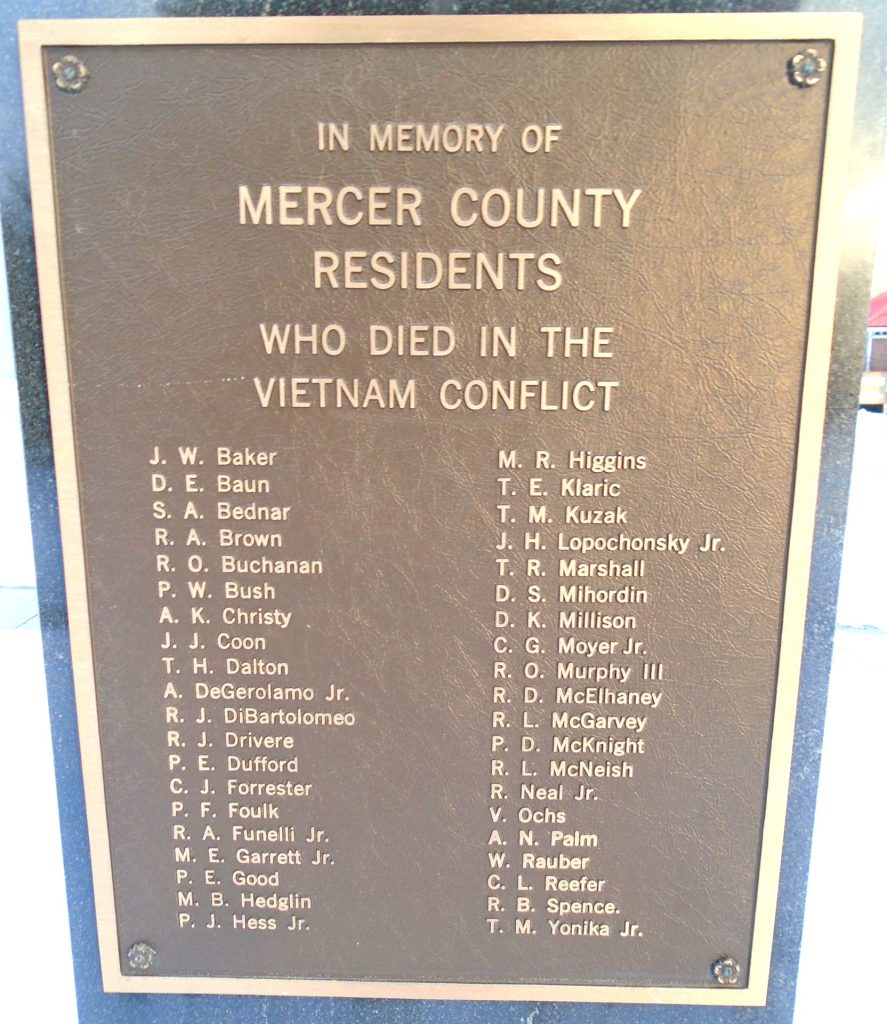 IN MEMORY OF
MERCER COUNTY
RESIDENTS
WHO DIED IN THE
VIETNAM CONFLICT
J. W. Baker
D. E. Baun
S. A. Bednar
R. A. Brown
R. O. Buchanan
P. W. Bush
A. K. Christy
J. J. Coon
T. H. Dalton
A. DeGerolamo Jr.
R. J. DiBartolomeo
R. J. Drivere
P. E. Dufford
C. J. Forrester
P. F. Foulk
R. A. Funelli Jr.
M. E. Garrett Jr.
P. E. Good
M. B. Hedglin
P. J. Hess Jr.
M. R. Higgins
T. E. Klaric
T. M. Kuzak
J. H. Lopochonsky Jr.
T. R. Marshall
D. S. Mihordin
D. K. Millison
C. G. Moyer Jr.
R. O. Murphy III
R. D. McElhaney
R. L. McGarvey
P. D. McKnight
R. L. McNeish
R. Neal Jr.
V. Ochs
A. N. Palm
W. Rauber
C. L. Reefer
R. B. Spence.
T. M. Yonika Jr.